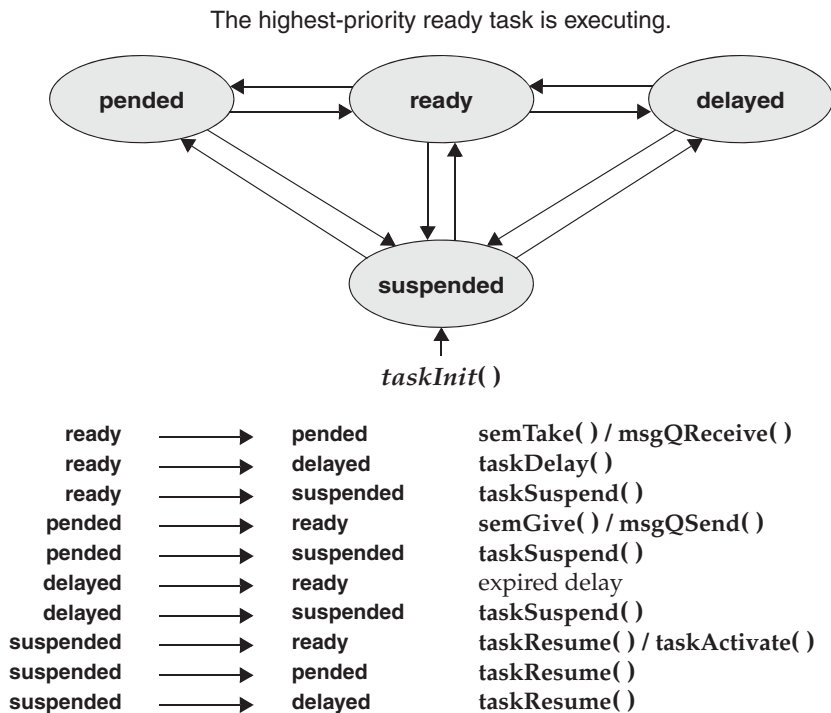 The highest-priority ready task is executing.
pended
ready
delayed
suspended
taskInit( )
ready pended semTake( ) / msgQReceive( )
ready delayed taskDelay( )
ready suspended taskSuspend( )
pended ready semGive( ) / msgQSend( )
pended suspended taskSuspend( )
delayed ready expired delay
delayed suspended taskSuspend( )
suspended ready taskResume( ) / taskActivate( )
suspended pended taskResume( )
suspended delayed taskResume( )